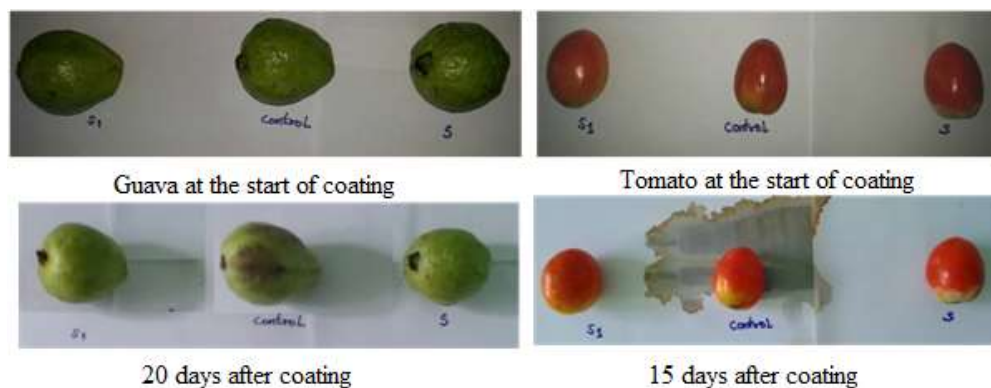 S1 Control S
S1 Control S
Guava at the start of coating
Tomato at the start of coating
S1 Control S
S1 Control S
20 days after coating
15 days after coating